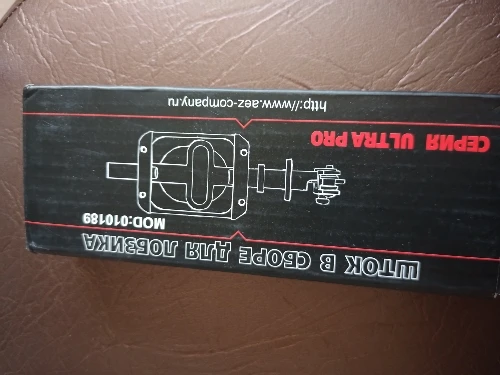 ШТОК В СБОРЕ ДЛЯ ЛОБЗИКА
MOD:010189
СЕРИЯ ULTRA PRO
http://www.aez-company.ru